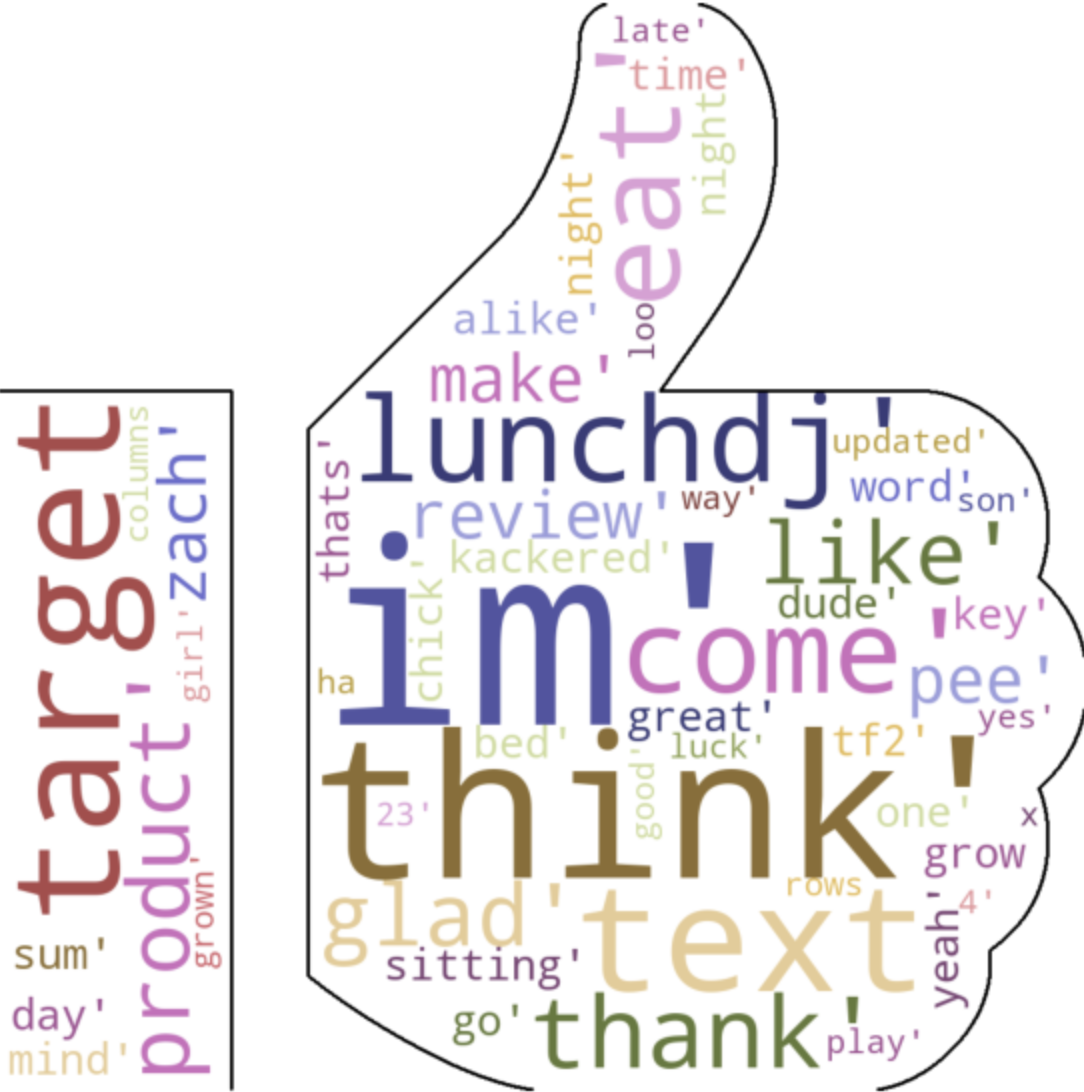 late'
time'
eat'
night
night'
alike'
loo
make'
lunchdj'
updated'
thats'
review'
way'
word'
son'
kackered'
like'
chick'
im'
dude'
come'
key'
pee'
ha
great'
yes'
bed'
luck'
tf2'
think'
23'
good'
one'
x
grow
rows
4'
glad'
text
yeah'
sitting'
go'
thank'
play'
target
columns
zach'
girl'
product'
grown'
sum'
day'
mind'